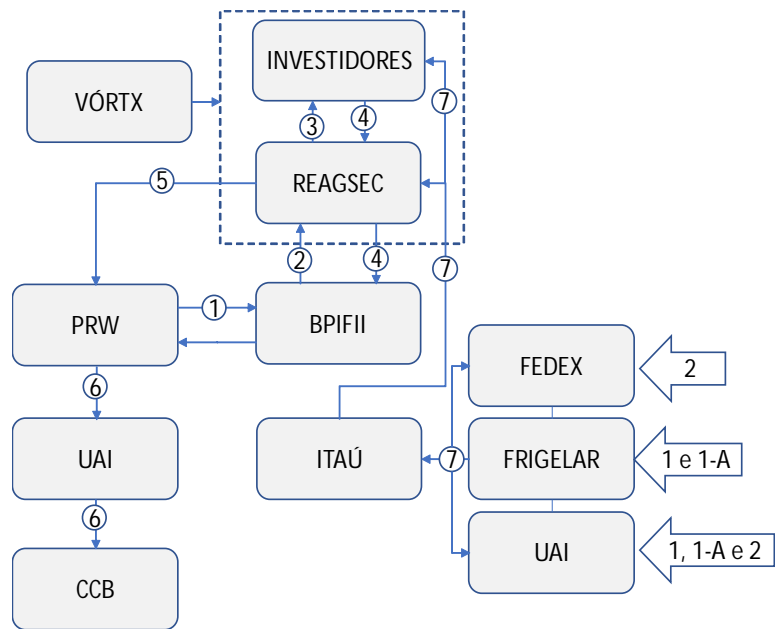 INVESTIDORES
VÓRTX
7
3
4
REAGSEC
5
2
4
7
1
PRW
BPIFII
FEDEX
2
6
UAI
ITAÚ
7
FRIGELAR
1 e 1-A
6
UAI
1, 1-A e 2
CCB